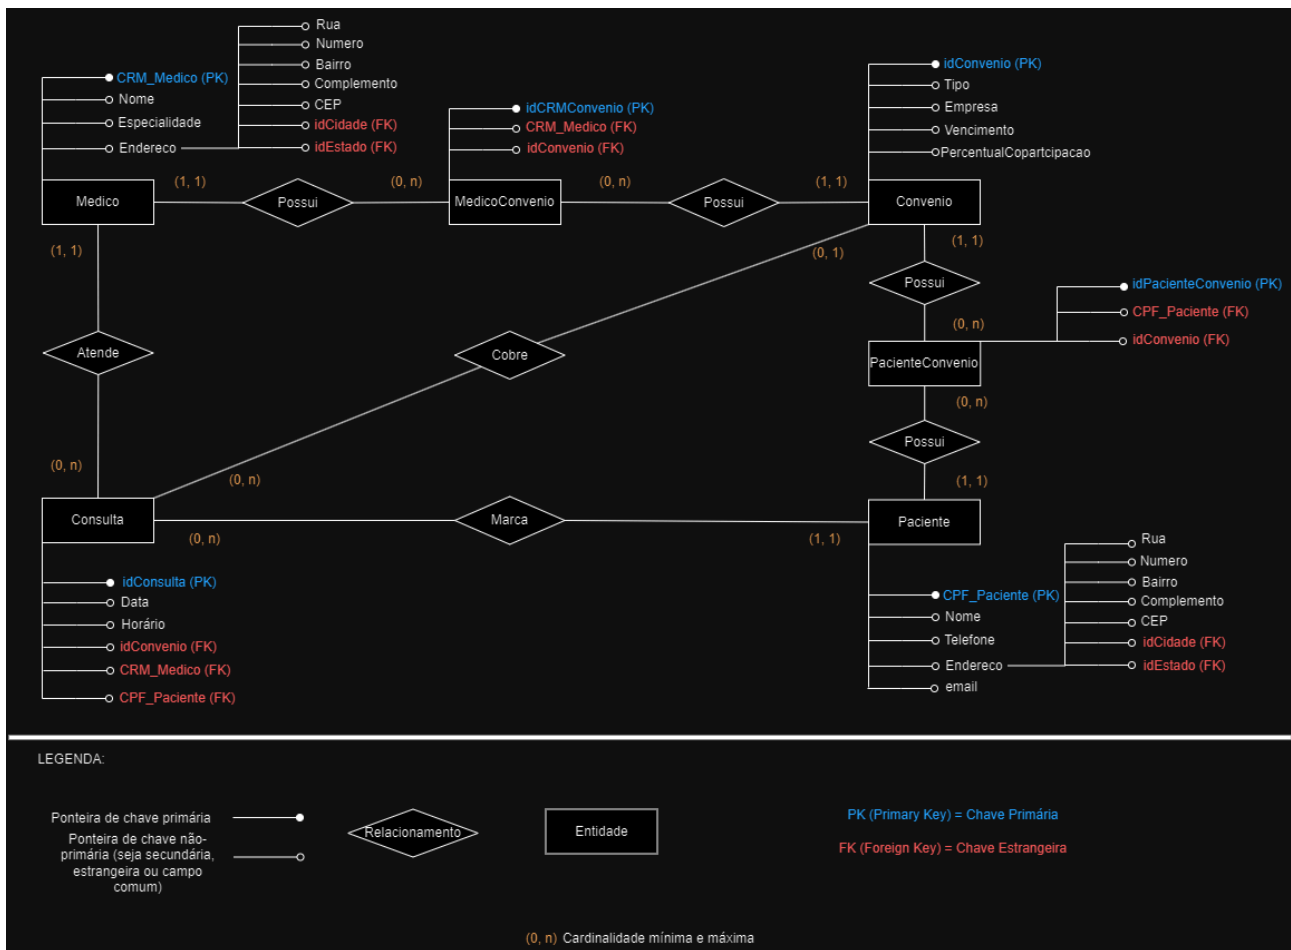 Rua
Numero
Bairro
Complemento
CEP
idCidade (FK)
idEstado (FK)
CRM_Medico (PK)
Nome
Especialidade
Endereco
idCRMConvenio (PK)
CRM_Medico (FK)
idConvenio (FK)
idConvenio (PK)
Tipo
Empresa
Vencimento
PercentualCopartcipacao
Medico
(1, 1)
Possui
(0, n)
MedicoConvenio
(0, n)
Possui
(1, 1)
Convenio
(1, 1)
(0, 1)
(1, 1)
Possui
idPacienteConvenio (PK)
CPF_Paciente (FK)
idConvenio (FK)
(0, n)
Atende
Cobre
PacienteConvenio
(0, n)
Possui
(0, n)
(0, n)
(1, 1)
Consulta
(0, n)
Marca
(1, 1)
Paciente
idConsulta (PK)
Data
Horário
idConvenio (FK)
CRM_Medico (FK)
CPF_Paciente (FK)
CPF_Paciente (PK)
Nome
Telefone
Endereco
email
Rua
Numero
Bairro
Complemento
CEP
idCidade (FK)
idEstado (FK)
LEGENDA:
Ponteira de chave primária
Ponteira de chave não-
primária (seja secundária,
estrangeira ou campo
comum)
Relacionamento
Entidade
PK (Primary Key) = Chave Primária
FK (Foreign Key) = Chave Estrangeira
(0, n) Cardinalidade mínima e máxima